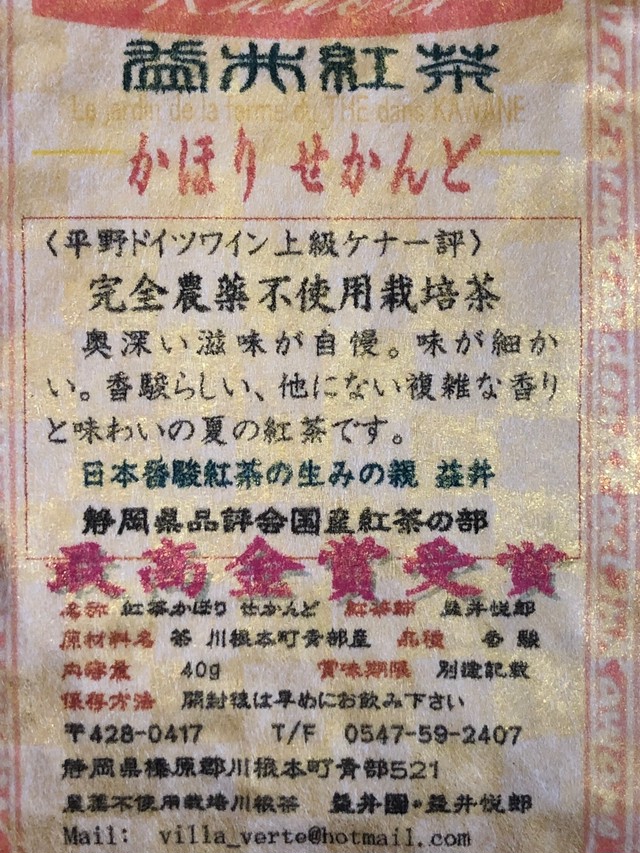 Kahori
益井紅茶
Le jardin de la ferme du THE dans KAWANE
かほり せかんど
〈平野ドイツワイン上級ケナー評〉
完全農薬不使用栽培茶
奥深い滋味が自慢。味が細か
い。香駿らしい、他にない複雑な香り
と味わいの夏の紅茶です。
日本香駿紅茶の生みの親 益井
静岡県品評会国産紅茶の部
最高金賞受賞
名称 紅茶かほり せかんど 紅茶師 益井悦郎
原材料名 茶 川根本町青部産 品種 香駿
内容量 40g 賞味期限 別途記載
保存方法 開封後は早めにお飲み下さい
〒428-0417 T/F 0547-59-2407
静岡県榛原郡川根本町青部521
農薬不使用栽培川根茶 益井園・益井悦郎
Mail: villa_verte@hotmail.com